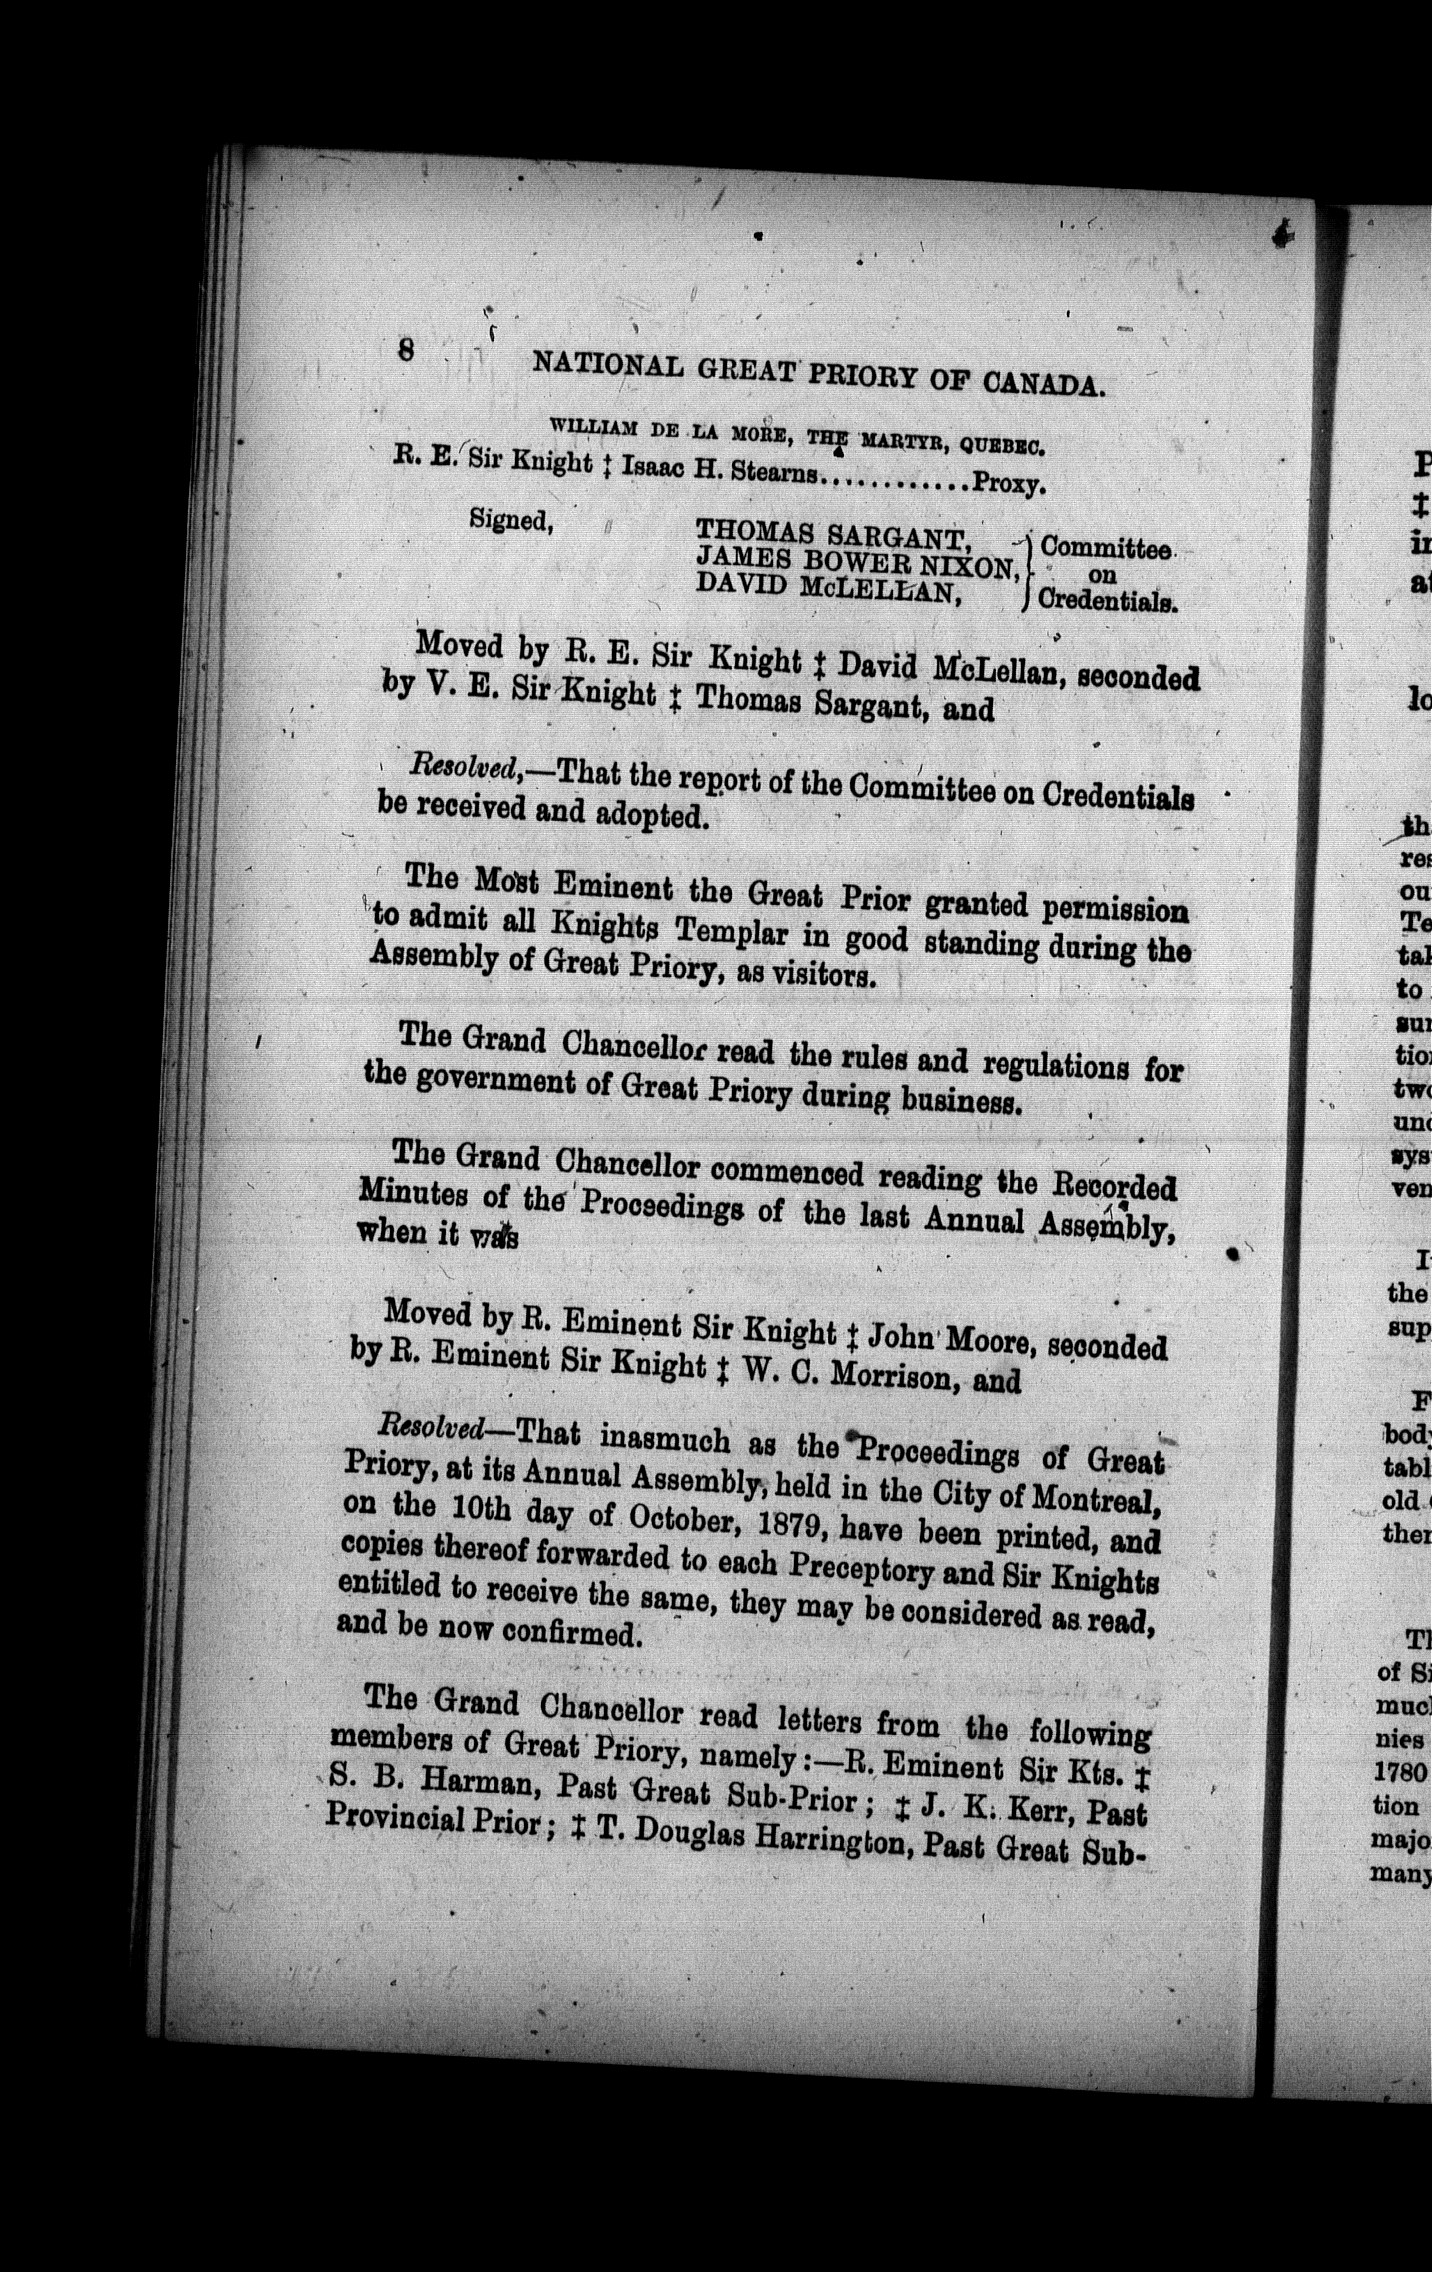 8 NATIONAL GREAT PRIORY OF CANADA.
WILLIAM DE LA MORE, THE MARTYR, QUEBEC.
R. E. Sir Knight ‡ Isaac H. Stearns............Proxy.
Signed, THOMAS SARGANT, } Committee
JAMES BOWER NIXON, } on
DAVID McLELLAN, } Credentials.
Moved by R. E. Sir Knight ‡ David McLellan, seconded
by V. E. Sir Knight ‡ Thomas Sargant, and
Resolved,—That the report of the Committee on Credentials
be received and adopted.
The Most Eminent the Great Prior granted permission
to admit all Knights Templar in good standing during the
Assembly of Great Priory, as visitors.
The Grand Chancellor read the rules and regulations for
the government of Great Priory during business.
The Grand Chancellor commenced reading the Recorded
Minutes of the Proceedings of the last Annual Assembly,
when it was
Moved by R. Eminent Sir Knight ‡ John Moore, seconded
by R. Eminent Sir Knight ‡ W. C. Morrison, and
Resolved—That inasmuch as the Proceedings of Great
Priory, at its Annual Assembly, held in the City of Montreal,
on the 10th day of October, 1879, have been printed, and
copies thereof forwarded to each Preceptory and Sir Knights
entitled to receive the same, they may be considered as read,
and be now confirmed.
The Grand Chancellor read letters from the following
members of Great Priory, namely:—R. Eminent Sir Kts. ‡
S. B. Harman, Past Great Sub-Prior; ‡ J. K. Kerr, Past
Provincial Prior; ‡ T. Douglas Harrington, Past Great Sub-